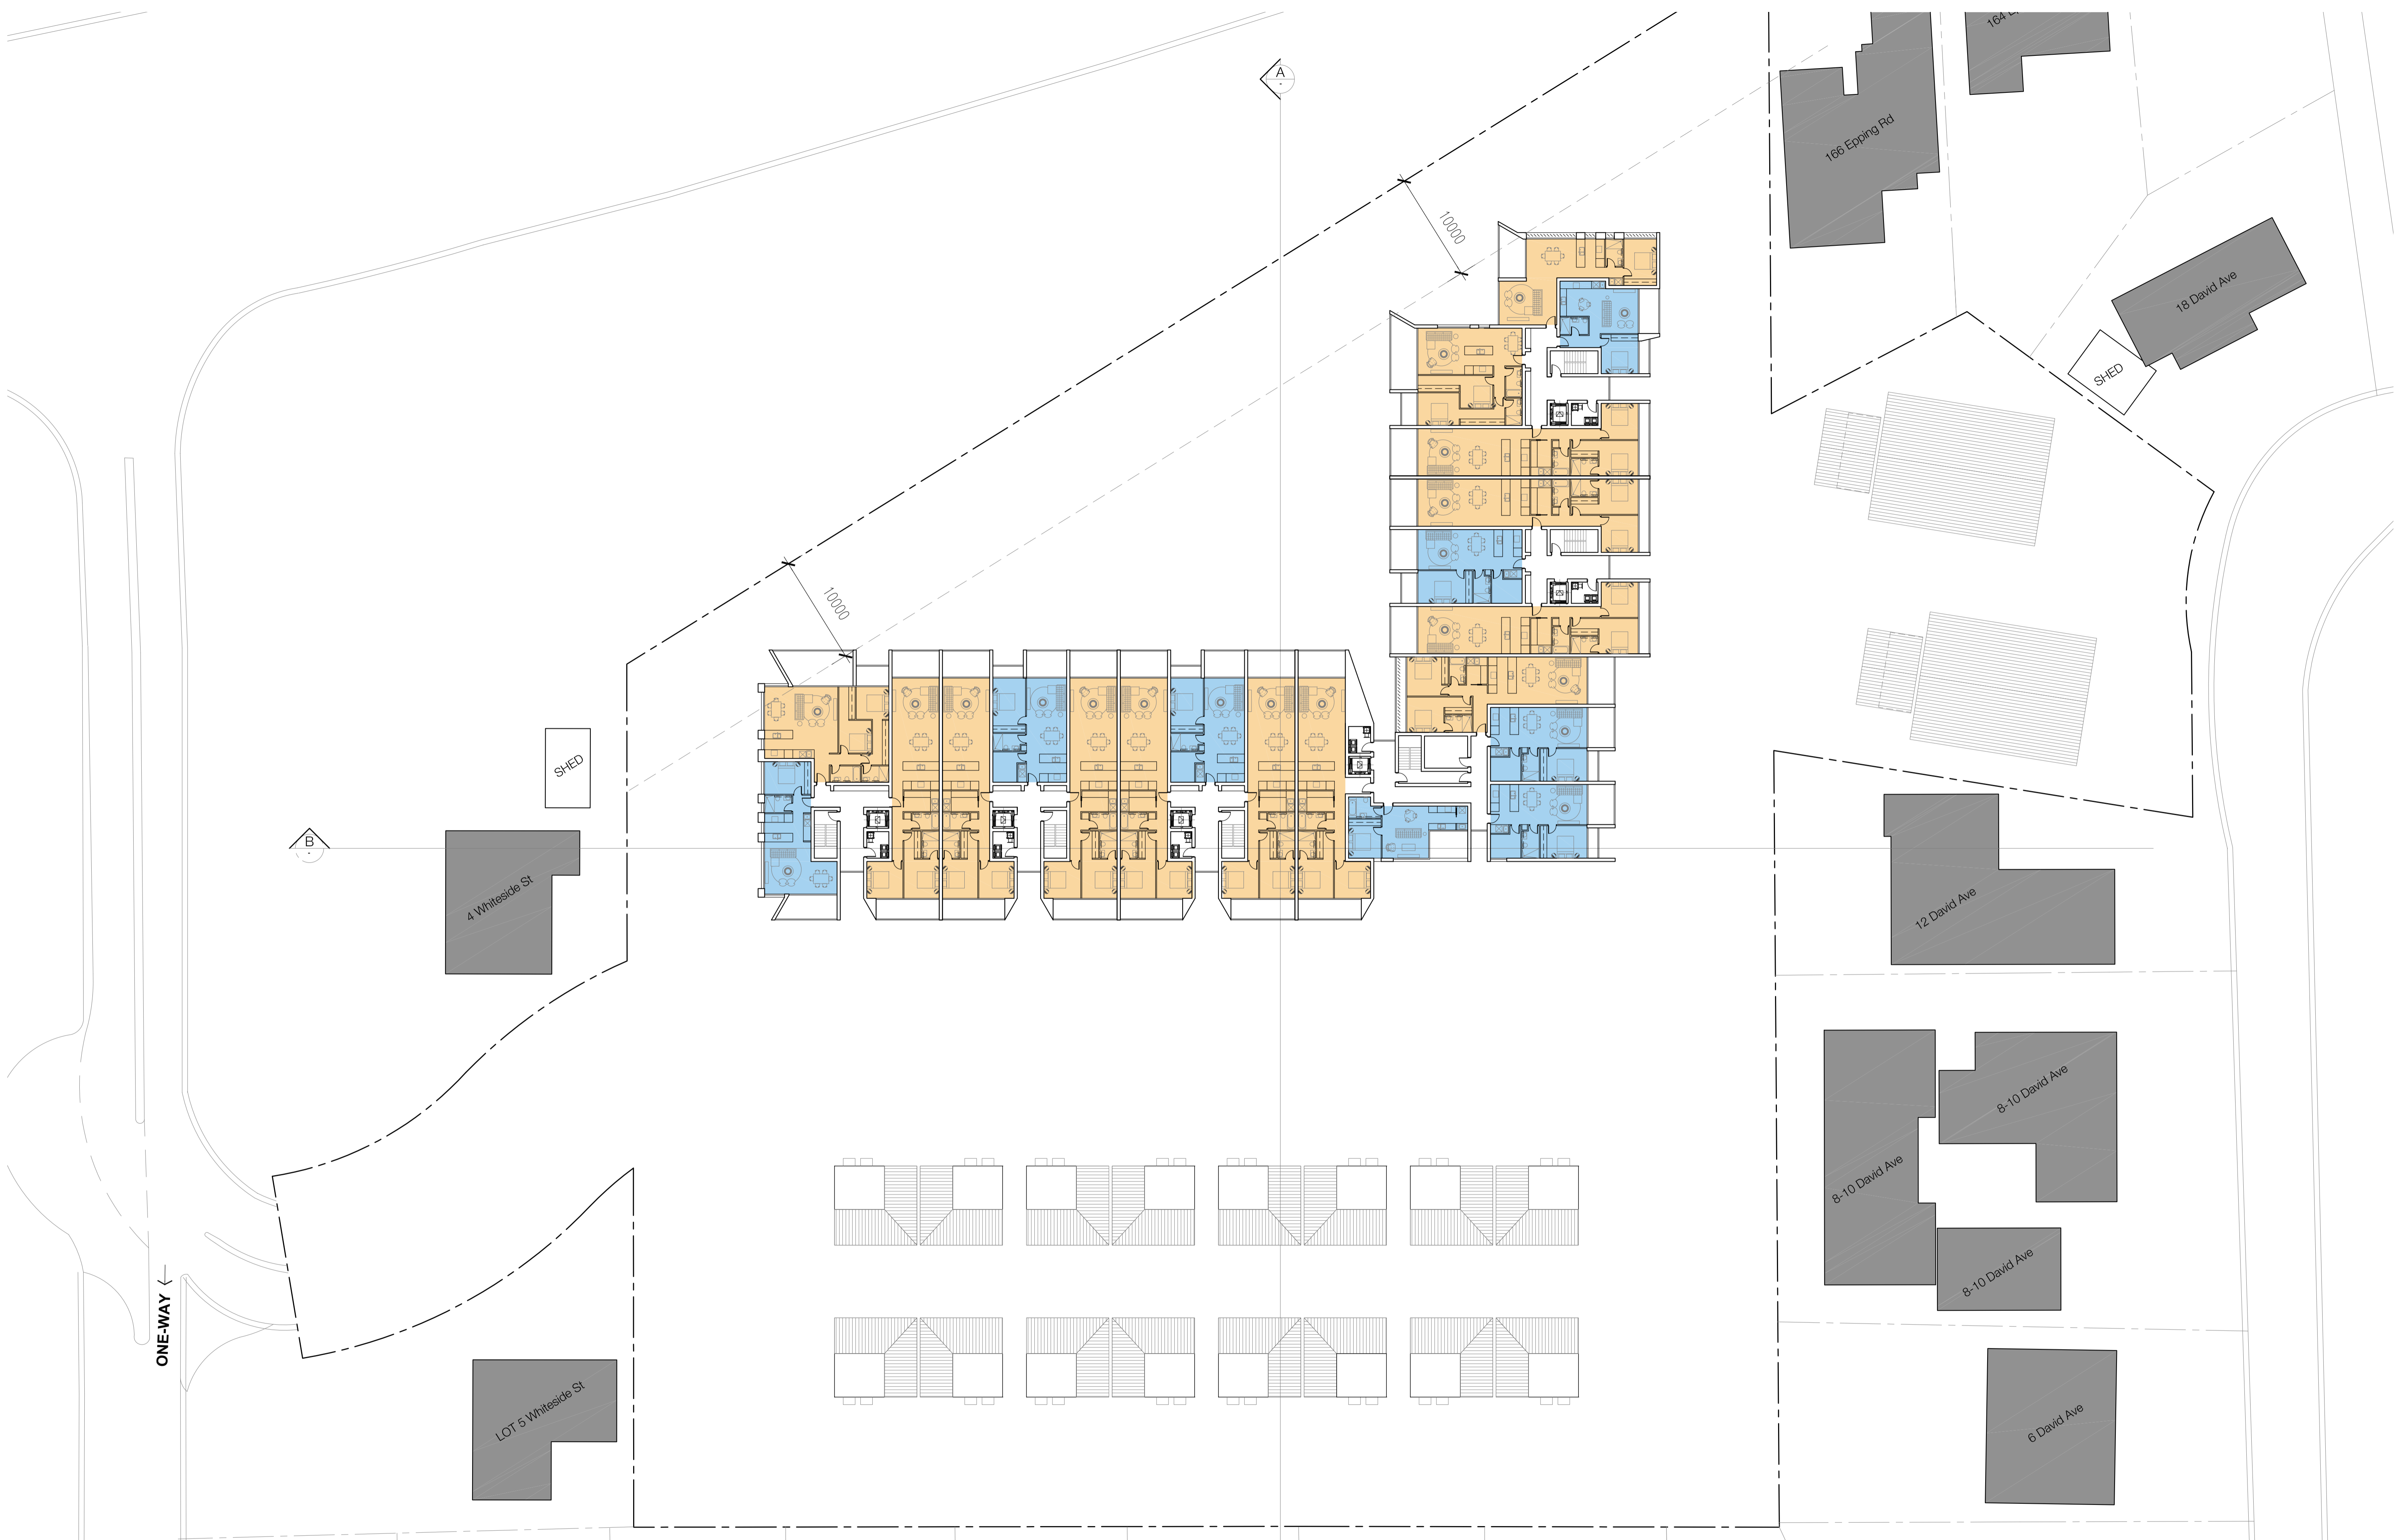 A
-
164
166 Epping Rd
10000
18 David Ave
SHED
10000
SHED
B
-
4 Whiteside St
12 David Ave
8-10 David Ave
8-10 David Ave
8-10 David Ave
ONE-WAY
LOT 5 Whiteside St
6 David Ave